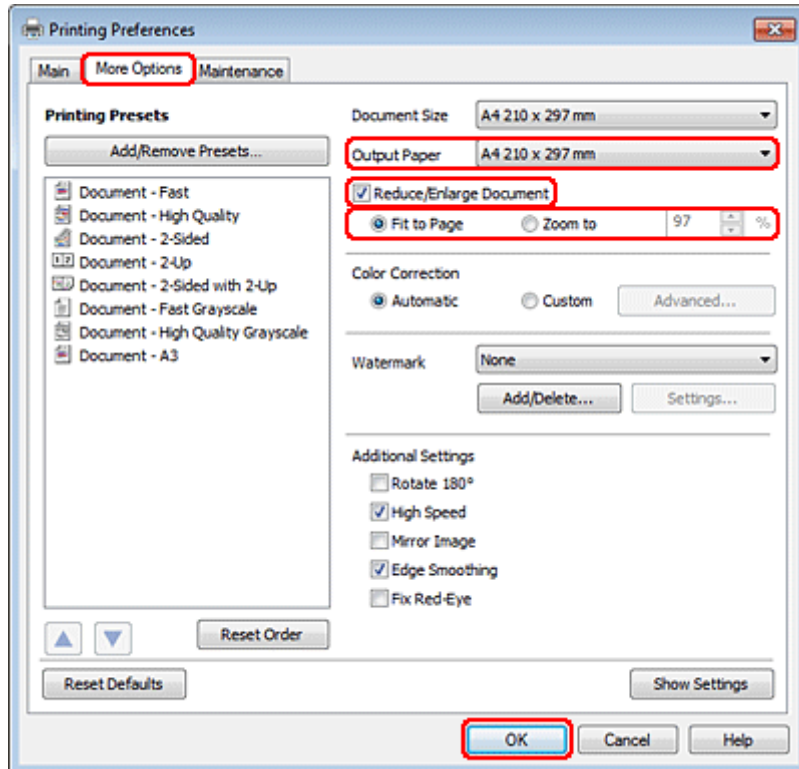 Printing Preferences
Main More Options Maintenance
Printing Presets
Add/Remove Presets...
Document - Fast
Document - High Quality
Document - 2-Sided
Document - 2-Up
Document - 2-Sided with 2-Up
Document - Fast Grayscale
Document - High Quality Grayscale
Document - A3
Reset Order
Document Size A4 210 x 297 mm
Output Paper A4 210 x 297 mm
Reduce/Enlarge Document
Fit to Page Zoom to 97 %
Color Correction
Automatic Custom Advanced...
Watermark None
Add/Delete... Settings...
Additional Settings
Rotate 180°
High Speed
Mirror Image
Edge Smoothing
Fix Red-Eye
Reset Defaults Show Settings
OK Cancel Help